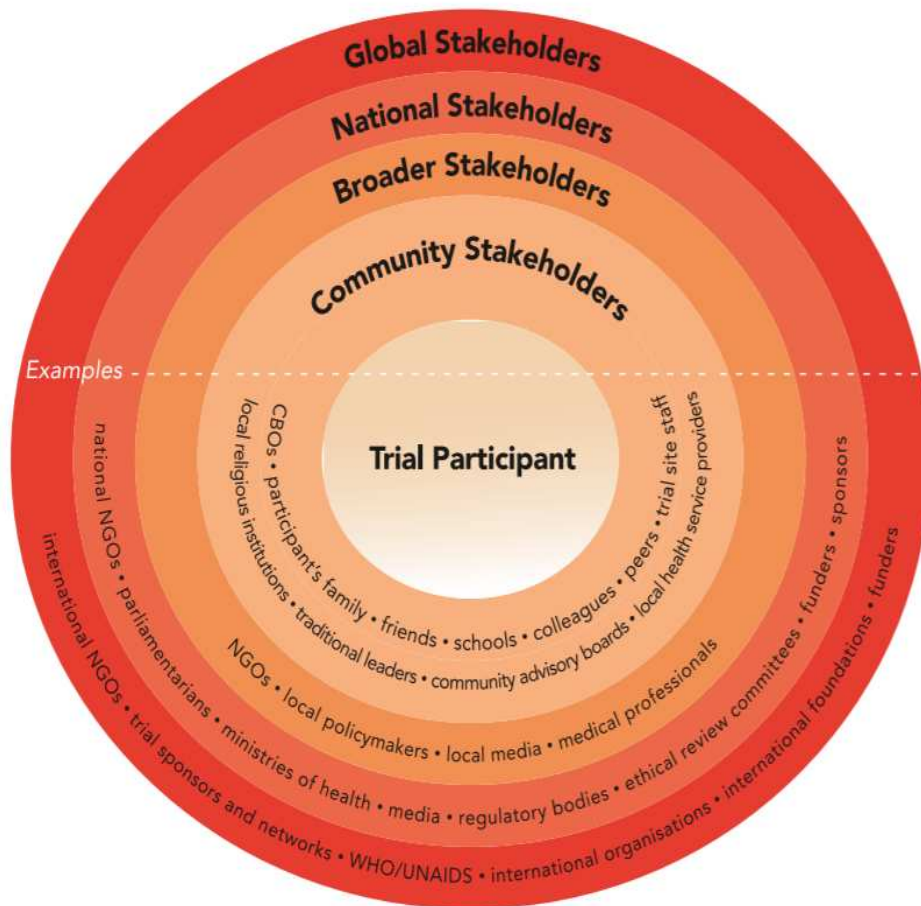 Global Stakeholders
National Stakeholders
Broader Stakeholders
Community Stakeholders
Examples
Trial Participant
CBOs • participant's family • friends • schools • colleagues • peers • trial site staff
local religious institutions • traditional leaders • community advisory boards • local health service providers
NGOs • local policymakers • local media • medical professionals
national NGOs • parliamentarians • ministries of health • media • regulatory bodies • ethical review committees • funders • sponsors
international NGOs • trial sponsors and networks • WHO/UNAIDS • international organisations • international foundations • funders